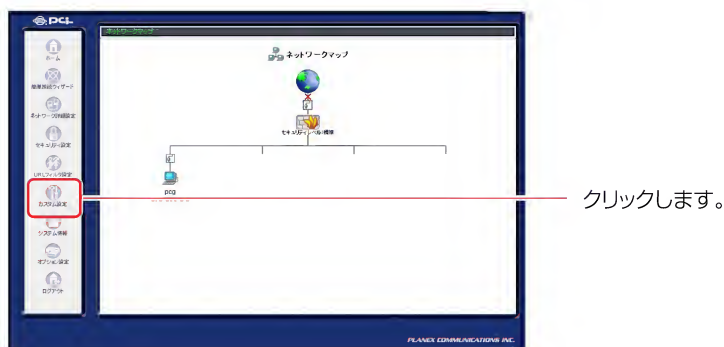 PCI
ネットワークマップ
ネットワークマップ
ホーム
簡単接続ウィザード
ネットワーク詳細設定
セキュリティ設定
URLフィルタ設定
カスタム設定
システム情報
オプション設定
ログアウト
セキュリティレベル:標準
pcg
クリックします。
PLANEX COMMUNICATIONS INC.